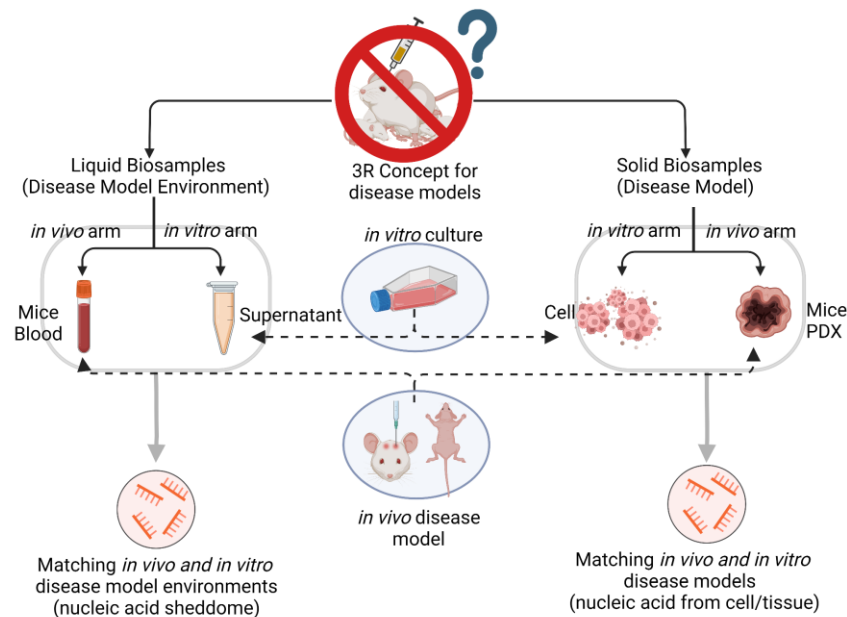 ?
Liquid Biosamples
(Disease Model Environment)
3R Concept for
disease models
Solid Biosamples
(Disease Model)
in vivo arm
in vitro arm
in vitro culture
in vitro arm
in vivo arm
Mice
Blood
Supernatant
Cell
Mice
PDX
in vivo disease
model
Matching in vivo and in vitro
disease model environments
(nucleic acid sheddome)
Matching in vivo and in vitro
disease models
(nucleic acid from cell/tissue)